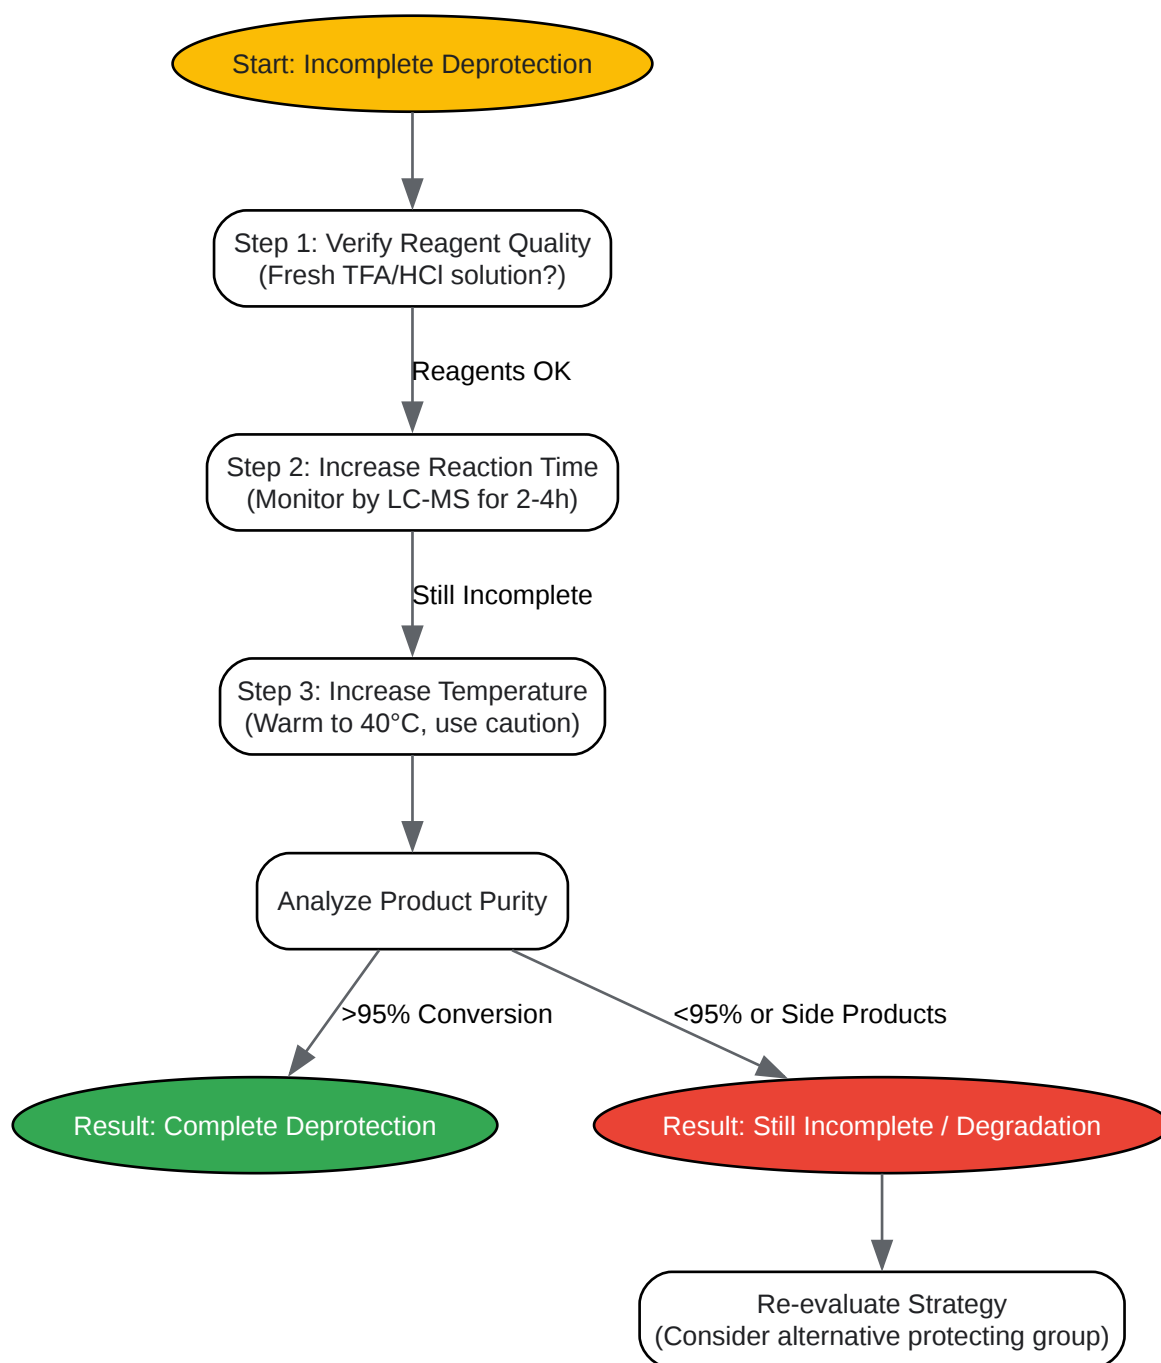 Start: Incomplete Deprotection
Step 1: Verify Reagent Quality
(Fresh TFA/HCl solution?)
Reagents OK
Step 2: Increase Reaction Time
(Monitor by LC-MS for 2-4h)
Still Incomplete
Step 3: Increase Temperature
(Warm to 40°C, use caution)
Analyze Product Purity
>95% Conversion
<95% or Side Products
Result: Complete Deprotection
Result: Still Incomplete / Degradation
Re-evaluate Strategy
(Consider alternative protecting group)